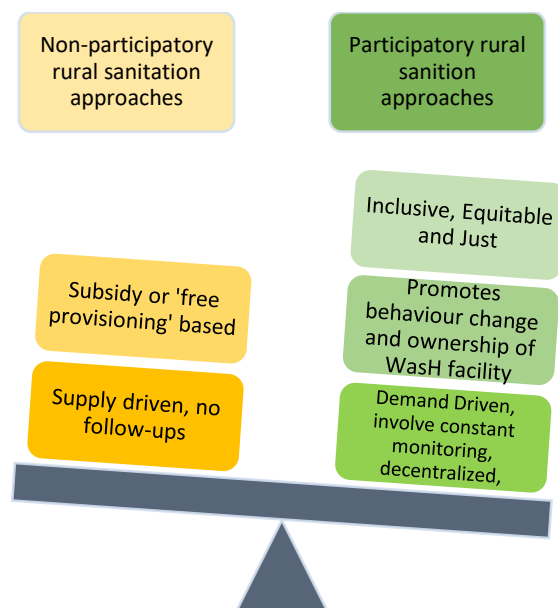 Non-participatory
rural sanitation
approaches
Participatory rural
sanition
approaches
Inclusive, Equitable
and Just
Subsidy or 'free
provisioning' based
Promotes
behaviour change
and ownership of
WasH facility
Supply driven, no
follow-ups
Demand Driven,
involve constant
monitoring,
decentralized,